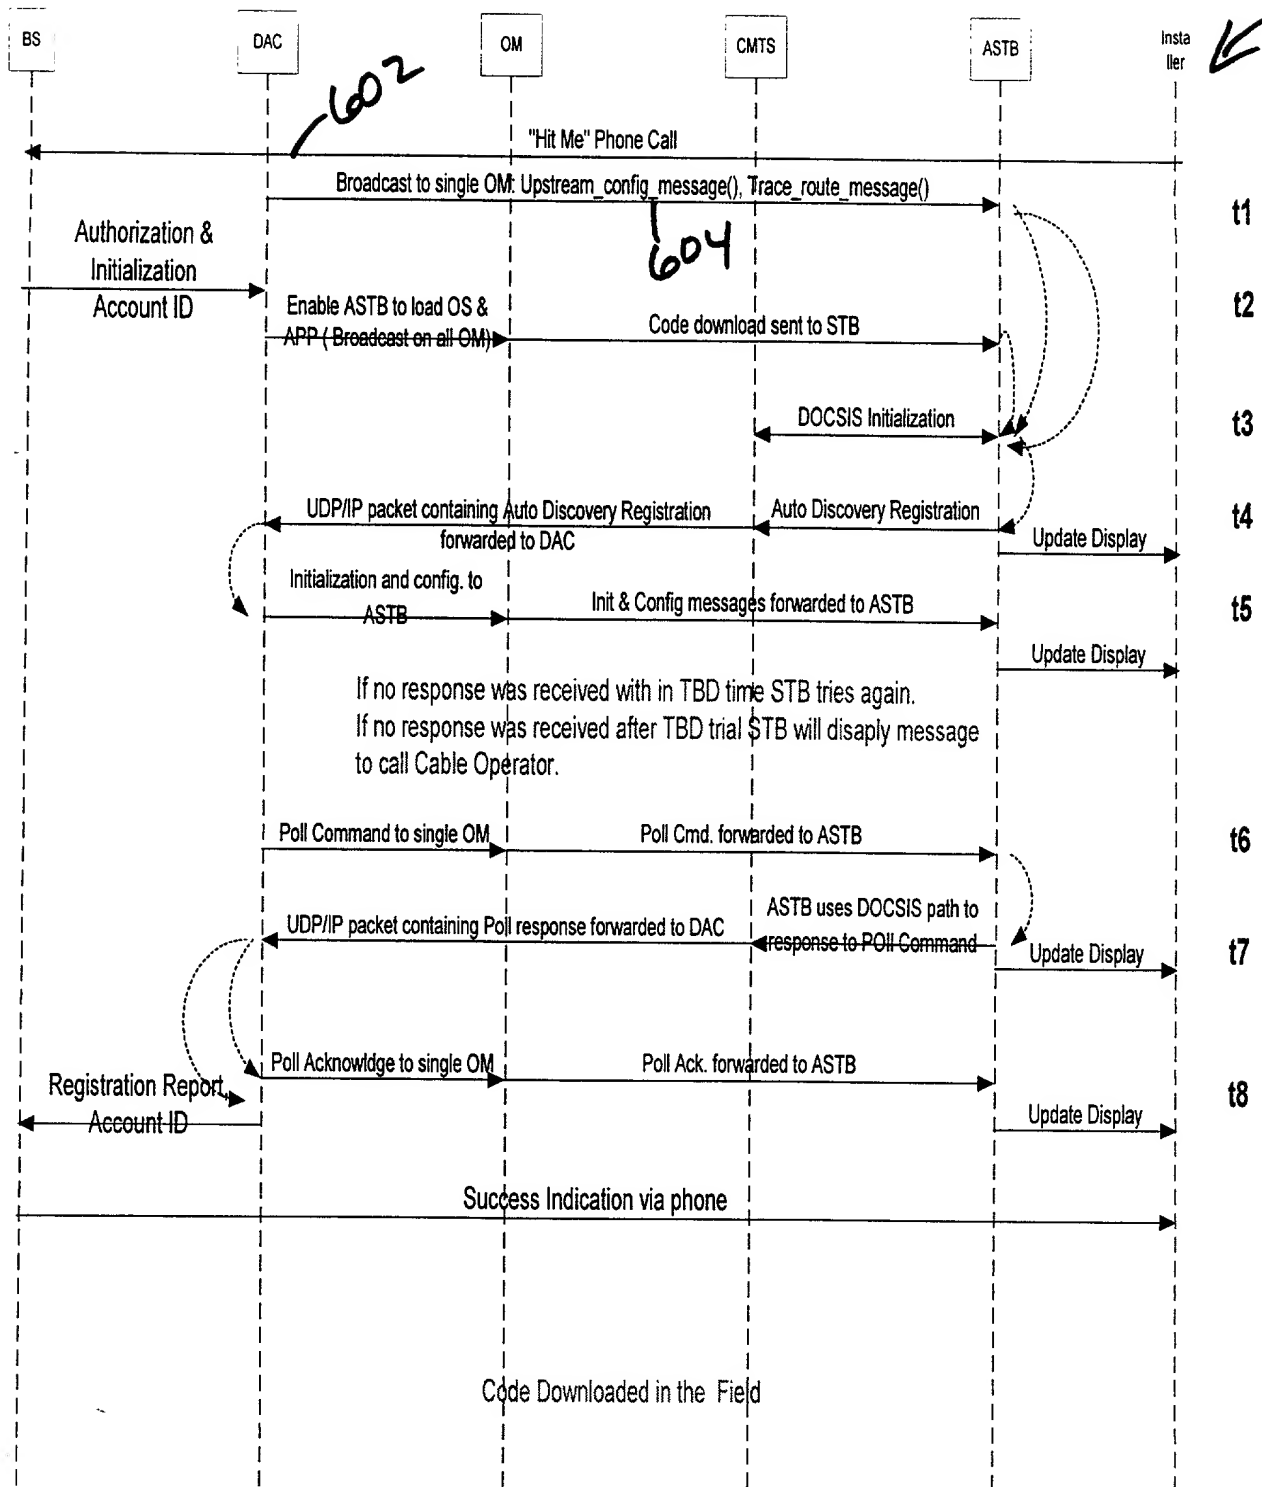 BS
DAC
OM
CMTS
ASTB
Insta
ller
602
"Hit Me" Phone Call
Broadcast to single OM: Upstream_config_message(), Trace_route_message()
t1
604
Authorization &
Initialization
Account ID
t2
Enable ASTB to load OS &
APP ( Broadcast on all OM)
Code download sent to STB
DOCSIS Initialization
t3
UDP/IP packet containing Auto Discovery Registration
forwarded to DAC
Auto Discovery Registration
t4
Update Display
Initialization and config. to
ASTB
Init & Config messages forwarded to ASTB
t5
Update Display
If no response was received with in TBD time STB tries again.
If no response was received after TBD trial STB will disaply message
to call Cable Operator.
Poll Command to single OM
Poll Cmd. forwarded to ASTB
t6
UDP/IP packet containing Poll response forwarded to DAC
ASTB uses DOCSIS path to
response to POll Command
Update Display
t7
Poll Acknowldge to single OM
Poll Ack. forwarded to ASTB
Registration Report,
Account ID
t8
Update Display
Success Indication via phone
Code Downloaded in the Field